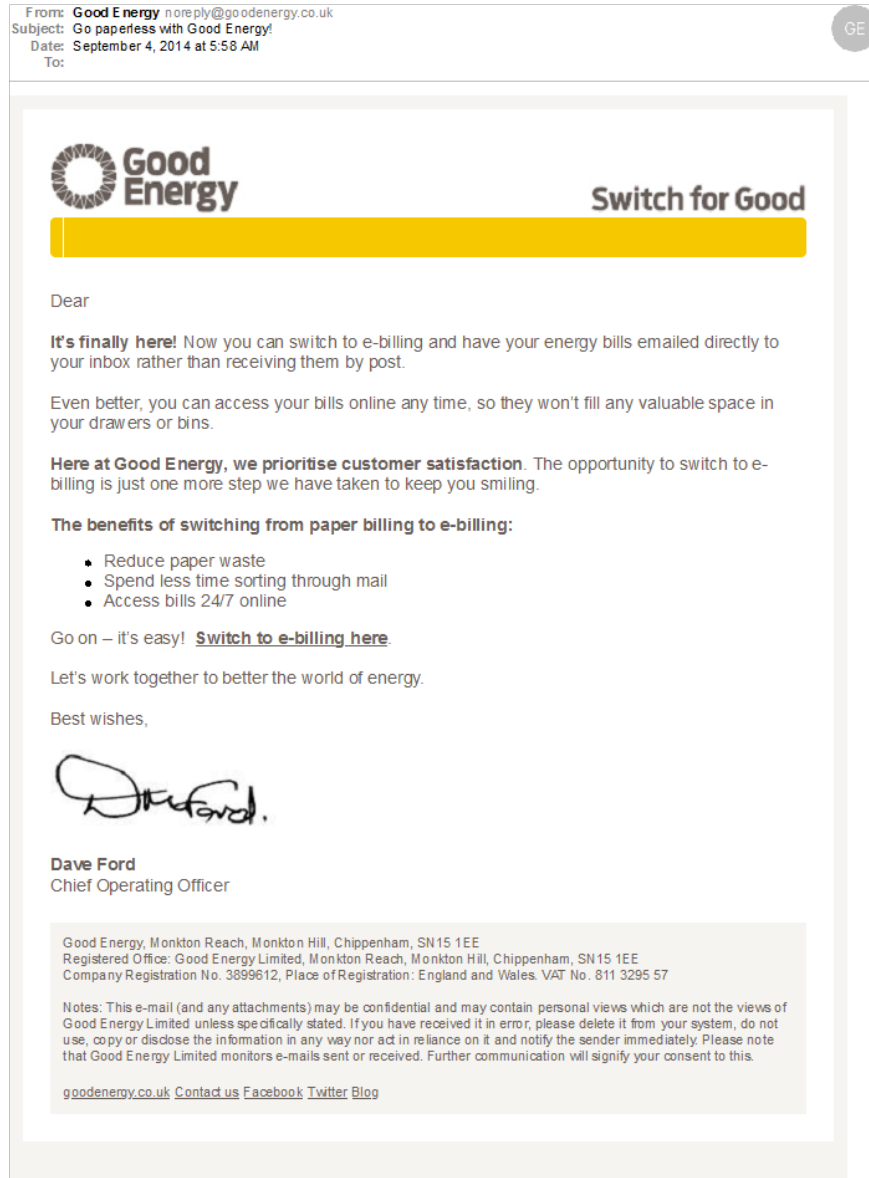 From: Good Energy noreply@goodenergy.co.uk
Subject: Go paperless with Good Energy!
Date: September 4, 2014 at 5:58 AM
To:
GE
Good
Energy
Switch for Good
Dear
It's finally here! Now you can switch to e-billing and have your energy bills emailed directly to
your inbox rather than receiving them by post.
Even better, you can access your bills online any time, so they won’t fill any valuable space in
your drawers or bins.
Here at Good Energy, we prioritise customer satisfaction. The opportunity to switch to e-
billing is just one more step we have taken to keep you smiling.
The benefits of switching from paper billing to e-billing:
• Reduce paper waste
• Spend less time sorting through mail
• Access bills 24/7 online
Go on – it’s easy! Switch to e-billing here.
Let’s work together to better the world of energy.
Best wishes,
Dave Ford.
Dave Ford
Chief Operating Officer
Good Energy, Monkton Reach, Monkton Hill, Chippenham, SN15 1EE
Registered Office: Good Energy Limited, Monkton Reach, Monkton Hill, Chippenham, SN15 1EE
Company Registration No. 3899612, Place of Registration: England and Wales. VAT No. 811 3295 57
Notes: This e-mail (and any attachments) may be confidential and may contain personal views which are not the views of
Good Energy Limited unless specifically stated. If you have received it in error, please delete it from your system, do not
use, copy or disclose the information in any way nor act in reliance on it and notify the sender immediately. Please note
that Good Energy Limited monitors e-mails sent or received. Further communication will signify your consent to this.
goodenergy.co.uk Contact us Facebook Twitter Blog